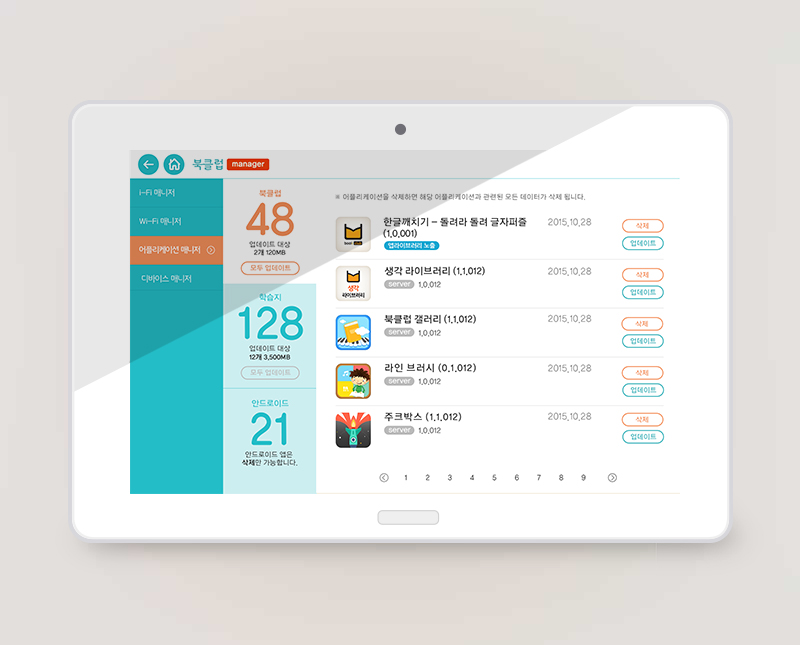 북클럽 manager
i-Fi 매니저
Wi-Fi 매니저
어플리케이션 매니저
디바이스 매니저
북클럽
48
업데이트 대상
2개 120MB
모두 업데이트
학습지
128
업데이트 대상
12개 3,500MB
모두 업데이트
안드로이드
21
안드로이드 앱은
삭제만 가능합니다.
※ 어플리케이션을 삭제하면 해당 어플리케이션과 관련된 모든 데이터가 삭제 됩니다.
한글깨치기 – 돌려라 돌려 글자퍼즐
(1,0,001)
앱라이브러리 노출
2015,10,28
삭제
업데이트
생각
라이브러리
생각 라이브러리 (1,1,012)
server 1,0,012
2015,10,28
삭제
업데이트
북클럽 갤러리 (1,1,012)
server 1,0,012
2015,10,28
삭제
업데이트
라인 브러시 (0,1,012)
server 1,0,012
2015,10,28
삭제
업데이트
주크박스 (1,1,012)
server 1,0,012
2015,10,28
삭제
업데이트
1 2 3 4 5 6 7 8 9